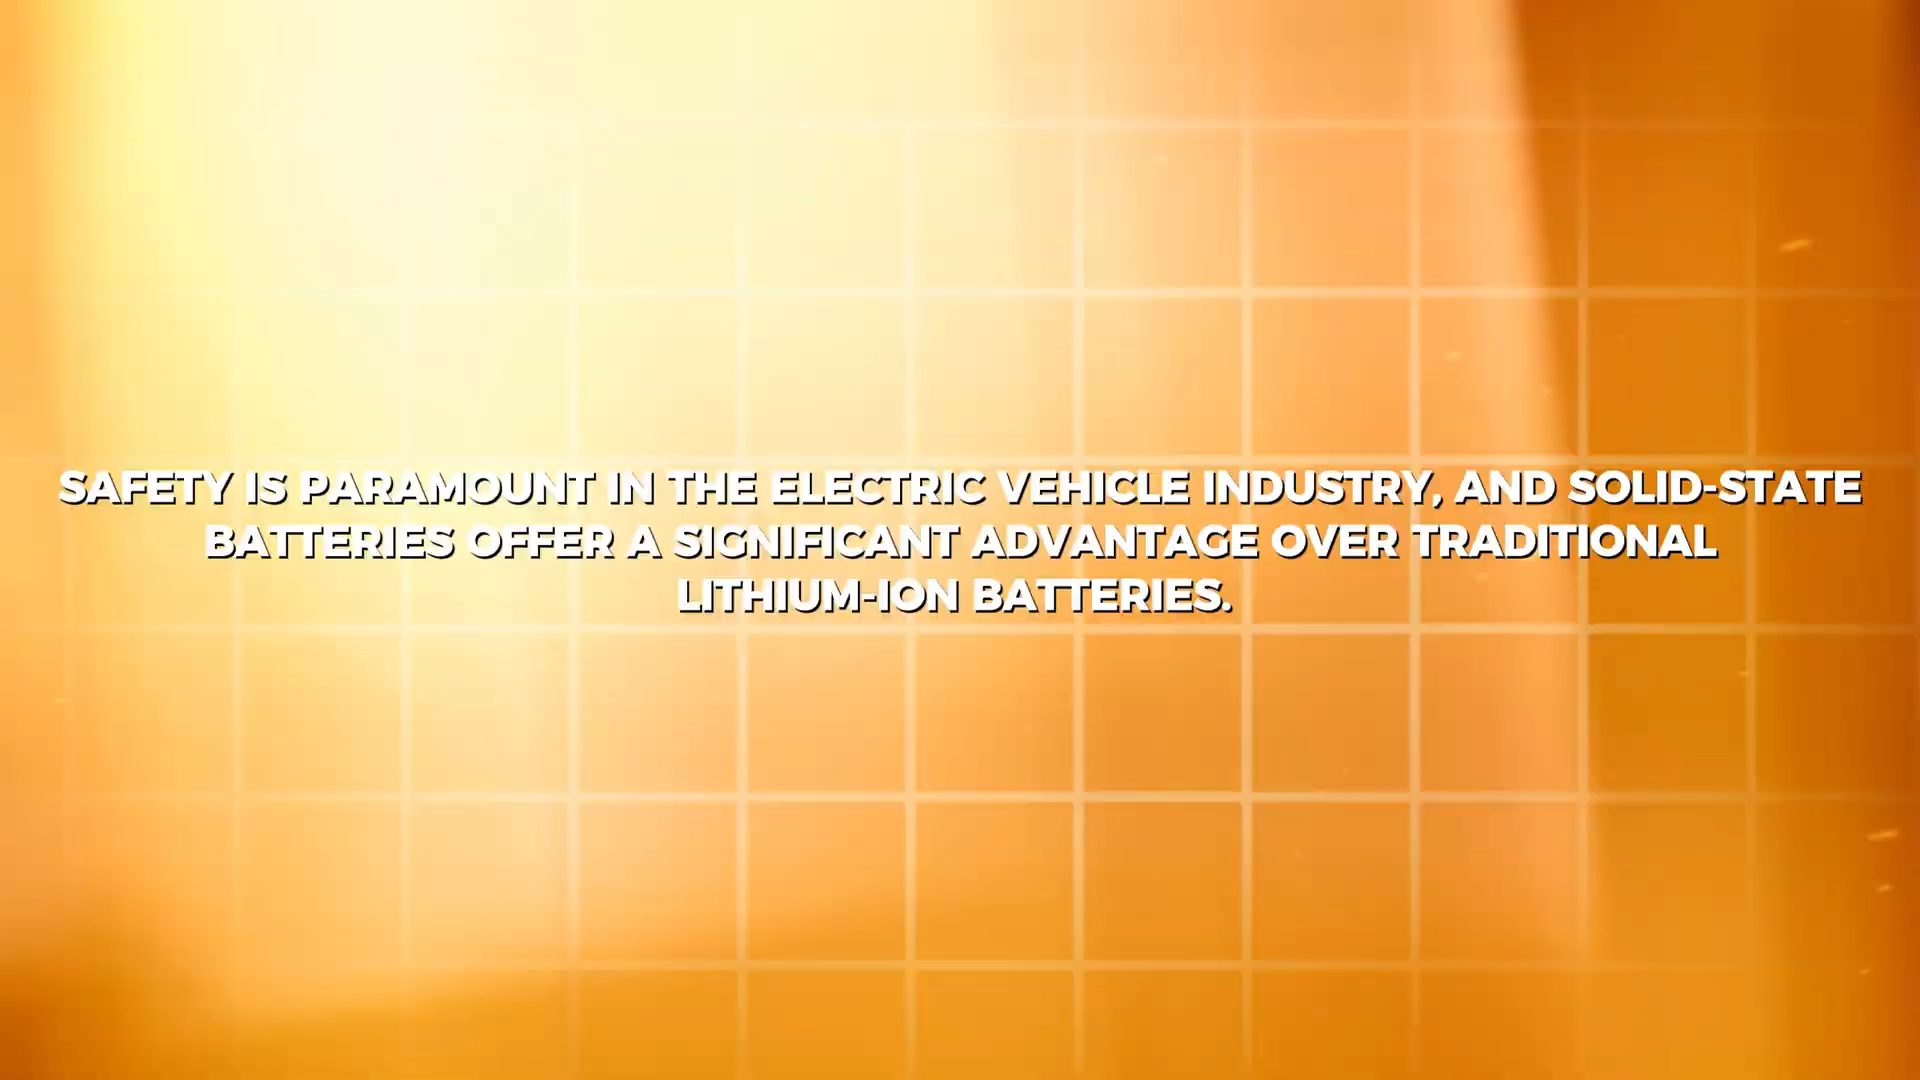 SAFETY IS PARAMOUNT IN THE ELECTRIC VEHICLE INDUSTRY, AND SOLID-STATE
BATTERIES OFFER A SIGNIFICANT ADVANTAGE OVER TRADITIONAL
LITHIUM-ION BATTERIES.